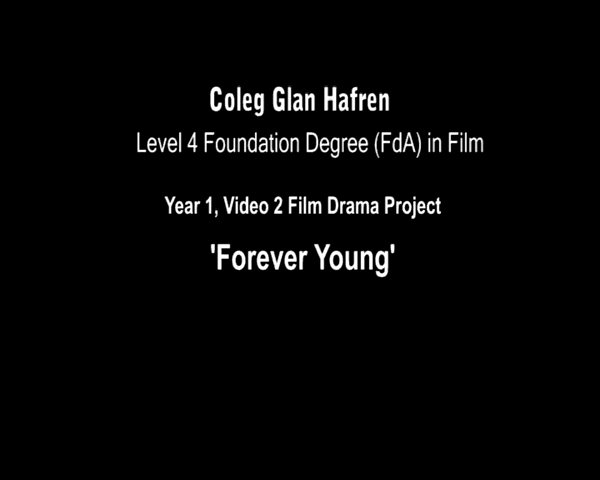 Coleg Glan Hafren
Level 4 Foundation Degree (FdA) in Film
Year 1, Video 2 Film Drama Project
'Forever Young'